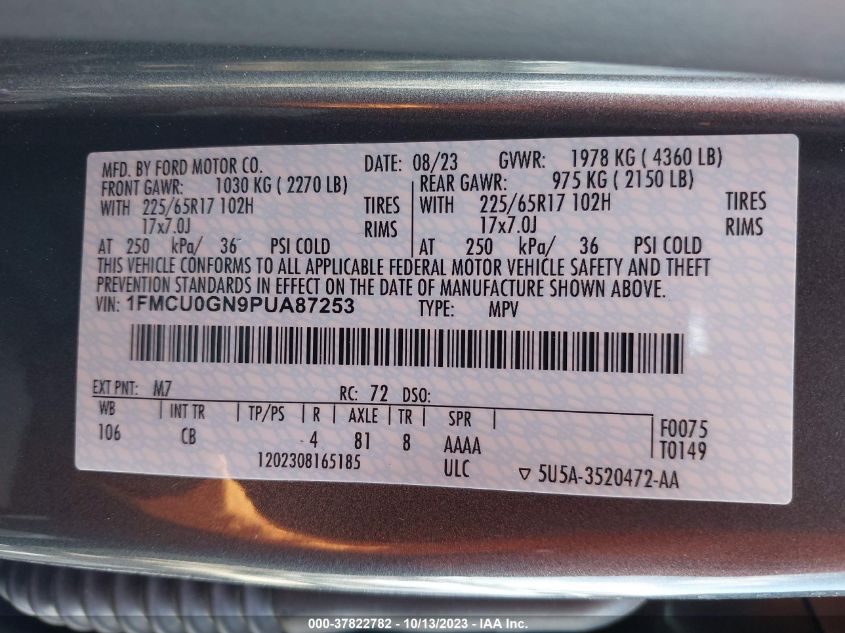 MFD. BY FORD MOTOR CO. DATE: 08/23 GVWR: 1978 KG ( 4360 LB)
FRONT GAWR: 1030 KG ( 2270 LB) REAR GAWR: 975 KG ( 2150 LB)
WITH 225/65R17 102H TIRES WITH 225/65R17 102H TIRES
17x7.0J RIMS 17x7.0J RIMS
AT 250 kPa/ 36 PSI COLD AT 250 kPa/ 36 PSI COLD
THIS VEHICLE CONFORMS TO ALL APPLICABLE FEDERAL MOTOR VEHICLE SAFETY AND THEFT
PREVENTION STANDARDS IN EFFECT ON THE DATE OF MANUFACTURE SHOWN ABOVE.
VIN: 1FMCU0GN9PUA87253 TYPE: MPV
EXT PNT: M7 RC: 72 DSO:
WB INT TR TP/PS R AXLE TR SPR F0075
106 CB 4 81 8 AAAA T0149
1202308165185 ULC ▽ 5U5A-3520472-AA
000-37822782 - 10/13/2023 - IAA Inc.